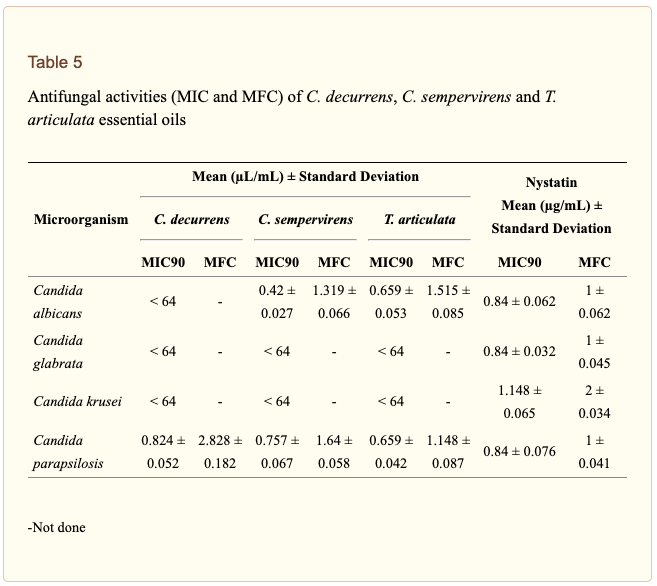 Table 5
Antifungal activities (MIC and MFC) of C. decurrens, C. sempervirens and T.
articulata essential oils
Mean (µL/mL) ± Standard Deviation
Nystatin
Mean (µg/mL) ±
Standard Deviation
Microorganism
C. decurrens C. sempervirens T. articulata
MIC90 MFC MIC90 MFC MIC90 MFC MIC90 MFC
Candida albicans < 64 - 0.42 ± 0.027 1.319 ± 0.066 0.659 ± 0.053 1.515 ± 0.085 0.84 ± 0.062 1 ± 0.062
Candida glabrata < 64 - < 64 - < 64 - 0.84 ± 0.032 1 ± 0.045
Candida krusei < 64 - < 64 - < 64 - 1.148 ± 0.065 2 ± 0.034
Candida parapsilosis 0.824 ± 0.052 2.828 ± 0.182 0.757 ± 0.067 1.64 ± 0.058 0.659 ± 0.042 1.148 ± 0.087 0.84 ± 0.076 1 ± 0.041
-Not done